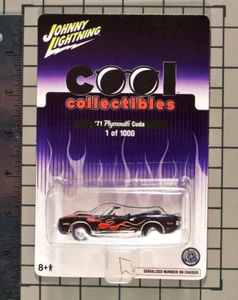 JOHNNY
LIGHTNING
cool
collectibles
'71 Plymouth Cuda
1 of 1000
8+
SERIALIZED NUMBER ON CHASSIS